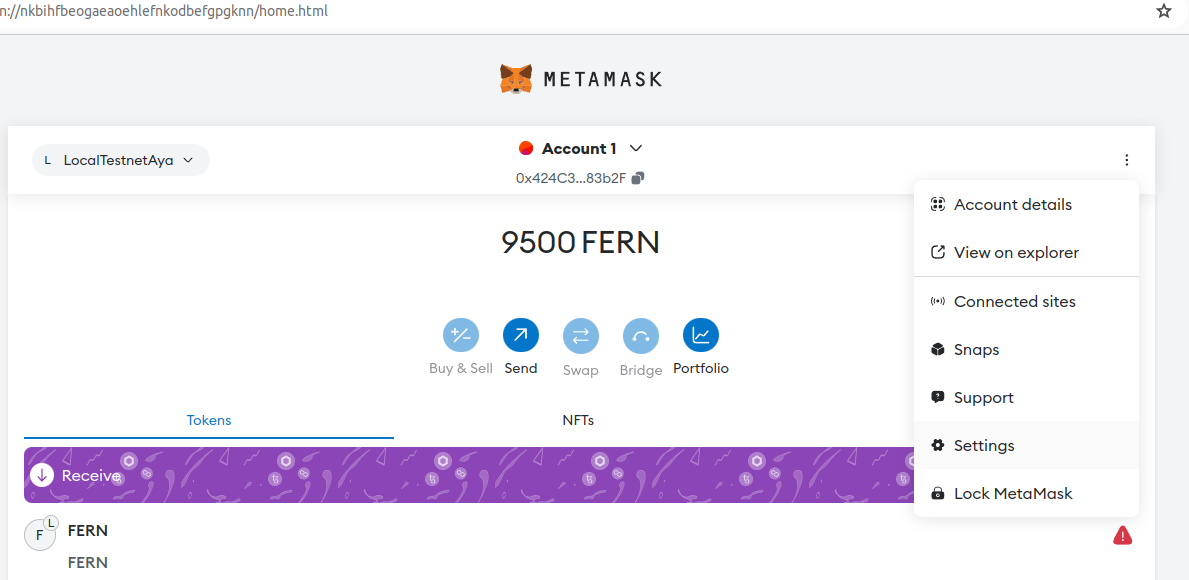 n://nkbihfbeogaeaoehlefnkodbefgpgknn/home.html
METAMASK
L LocalTestnetAya
Account 1
0x424C3...83b2F
Account details
View on explorer
Connected sites
Snaps
Support
Settings
Lock MetaMask
9500 FERN
Buy & Sell
Send
Swap
Bridge
Portfolio
Tokens
NFTs
Receive
F
L
FERN
FERN